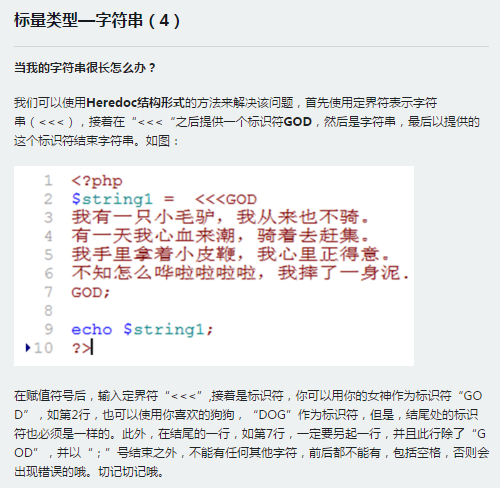 标量类型—字符串（4）
当我的字符串很长怎么办？
我们可以使用Heredoc结构形式的方法来解决该问题，首先使用定界符表示字符
串（<<<），接着在“<<<“之后提供一个标识符GOD，然后是字符串，最后以提供的
这个标识符结束字符串。如图：
1 <?php
2 $string1 = <<<GOD
3 我有一只小毛驴，我从来也不骑。
4 有一天我心血来潮，骑着去赶集。
5 我手里拿着小皮鞭，我心里正得意。
6 不知怎么哗啦啦啦啦，我摔了一身泥.
7 GOD;
8
9 echo $string1;
10 ?>
在赋值符号后，输入定界符“<<<”,接着是标识符，你可以用你的女神作为标识符“GO
D”，如第2行，也可以使用你喜欢的狗狗，“DOG”作为标识符，但是，结尾处的标识
符也必须是一样的。此外，在结尾的一行，如第7行，一定要另起一行，并且此行除了“G
OD”，并以“；”号结束之外，不能有任何其他字符，前后都不能有，包括空格，否则会
出现错误的哦。切记切记哦。